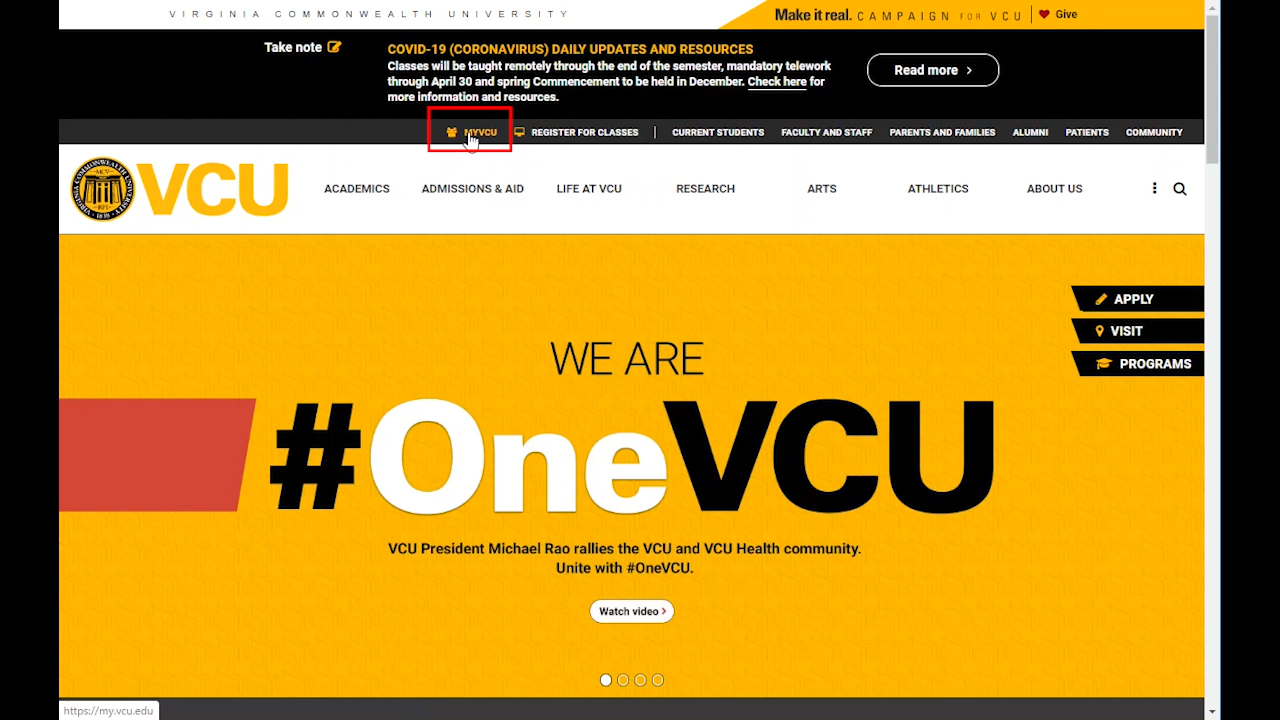 VIRGINIA COMMONWEALTH UNIVERSITY
Make it real. CAMPAIGN FOR VCU
Give
Take note
COVID-19 (CORONAVIRUS) DAILY UPDATES AND RESOURCES
Classes will be taught remotely through the end of the semester, mandatory telework
through April 30 and spring Commencement to be held in December. Check here for
more information and resources.
Read more
MYVCU
REGISTER FOR CLASSES
CURRENT STUDENTS
FACULTY AND STAFF
PARENTS AND FAMILIES
ALUMNI
PATIENTS
COMMUNITY
VCU
ACADEMICS
ADMISSIONS & AID
LIFE AT VCU
RESEARCH
ARTS
ATHLETICS
ABOUT US
APPLY
VISIT
PROGRAMS
WE ARE
#OneVCU
VCU President Michael Rao rallies the VCU and VCU Health community.
Unite with #OneVCU.
Watch video
https://my.vcu.edu